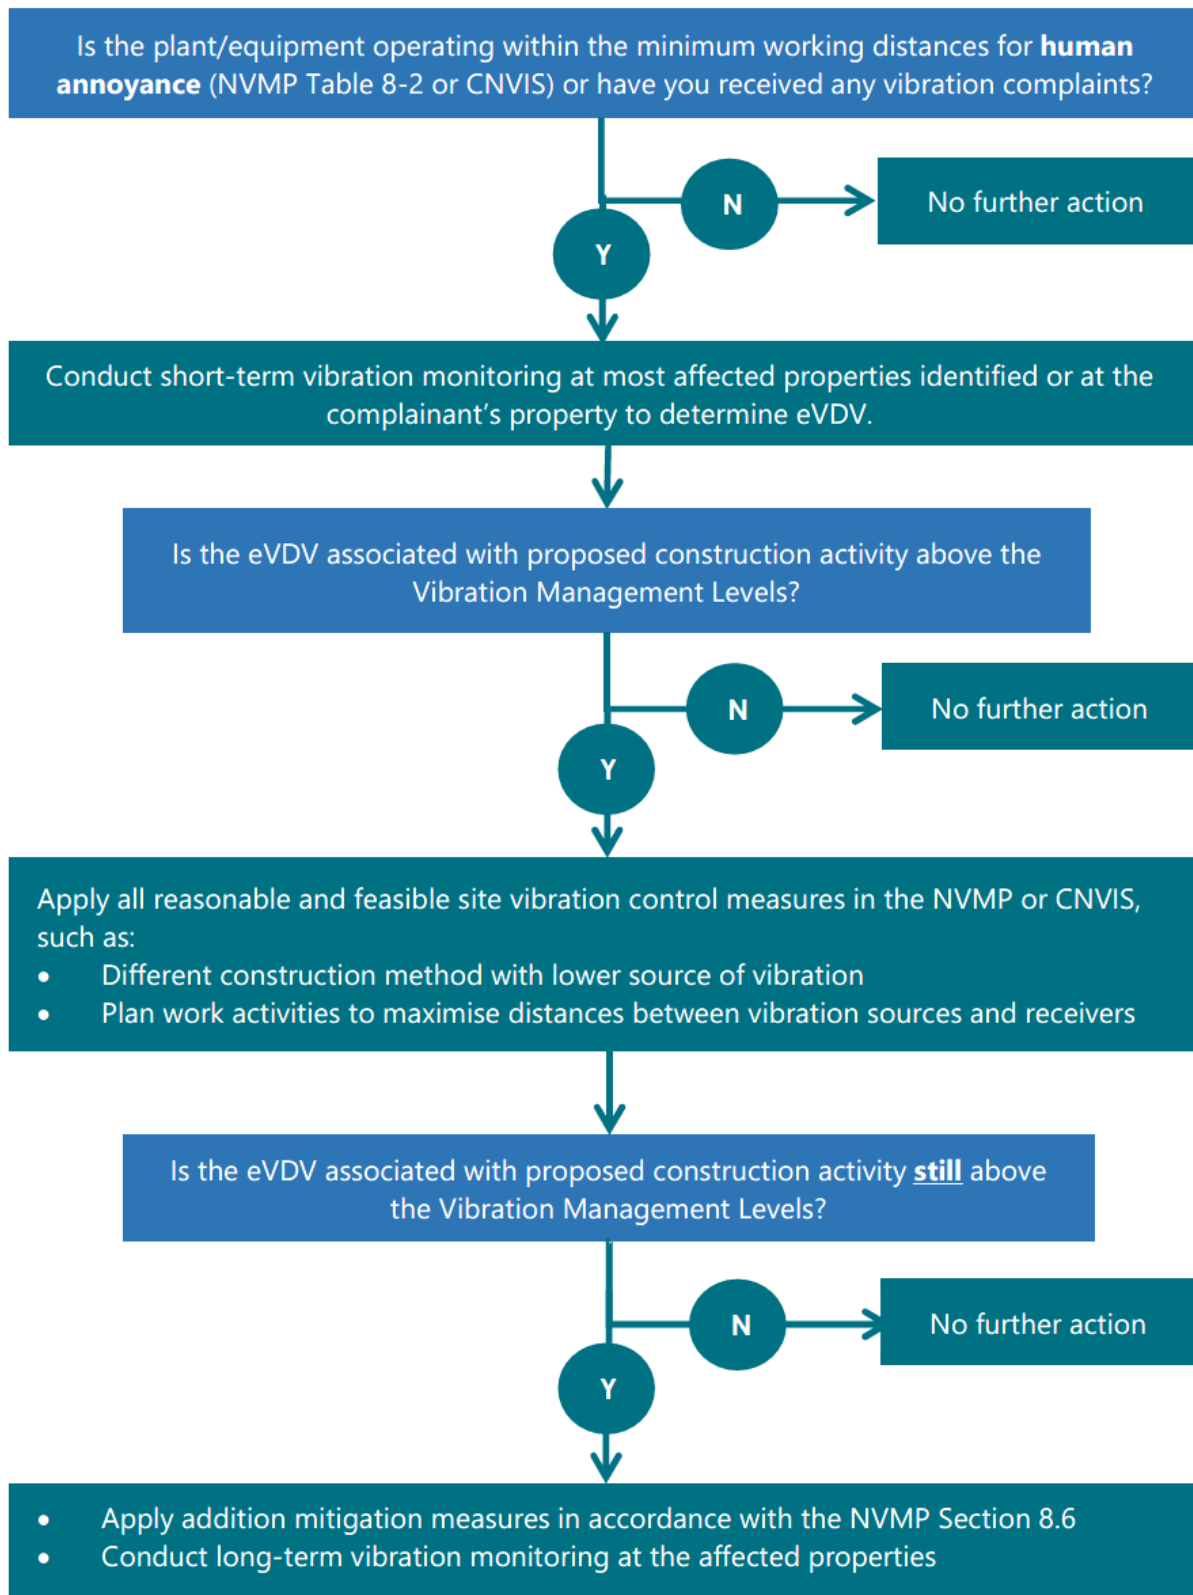 Is the plant/equipment operating within the minimum working distances for human
annoyance (NVMP Table 8-2 or CNVIS) or have you received any vibration complaints?
N
No further action
Y
Conduct short-term vibration monitoring at most affected properties identified or at the
complainant’s property to determine eVDV.
Is the eVDV associated with proposed construction activity above the
Vibration Management Levels?
N
No further action
Y
Apply all reasonable and feasible site vibration control measures in the NVMP or CNVIS,
such as:
• Different construction method with lower source of vibration
• Plan work activities to maximise distances between vibration sources and receivers
Is the eVDV associated with proposed construction activity still above
the Vibration Management Levels?
N
No further action
Y
• Apply addition mitigation measures in accordance with the NVMP Section 8.6
• Conduct long-term vibration monitoring at the affected properties